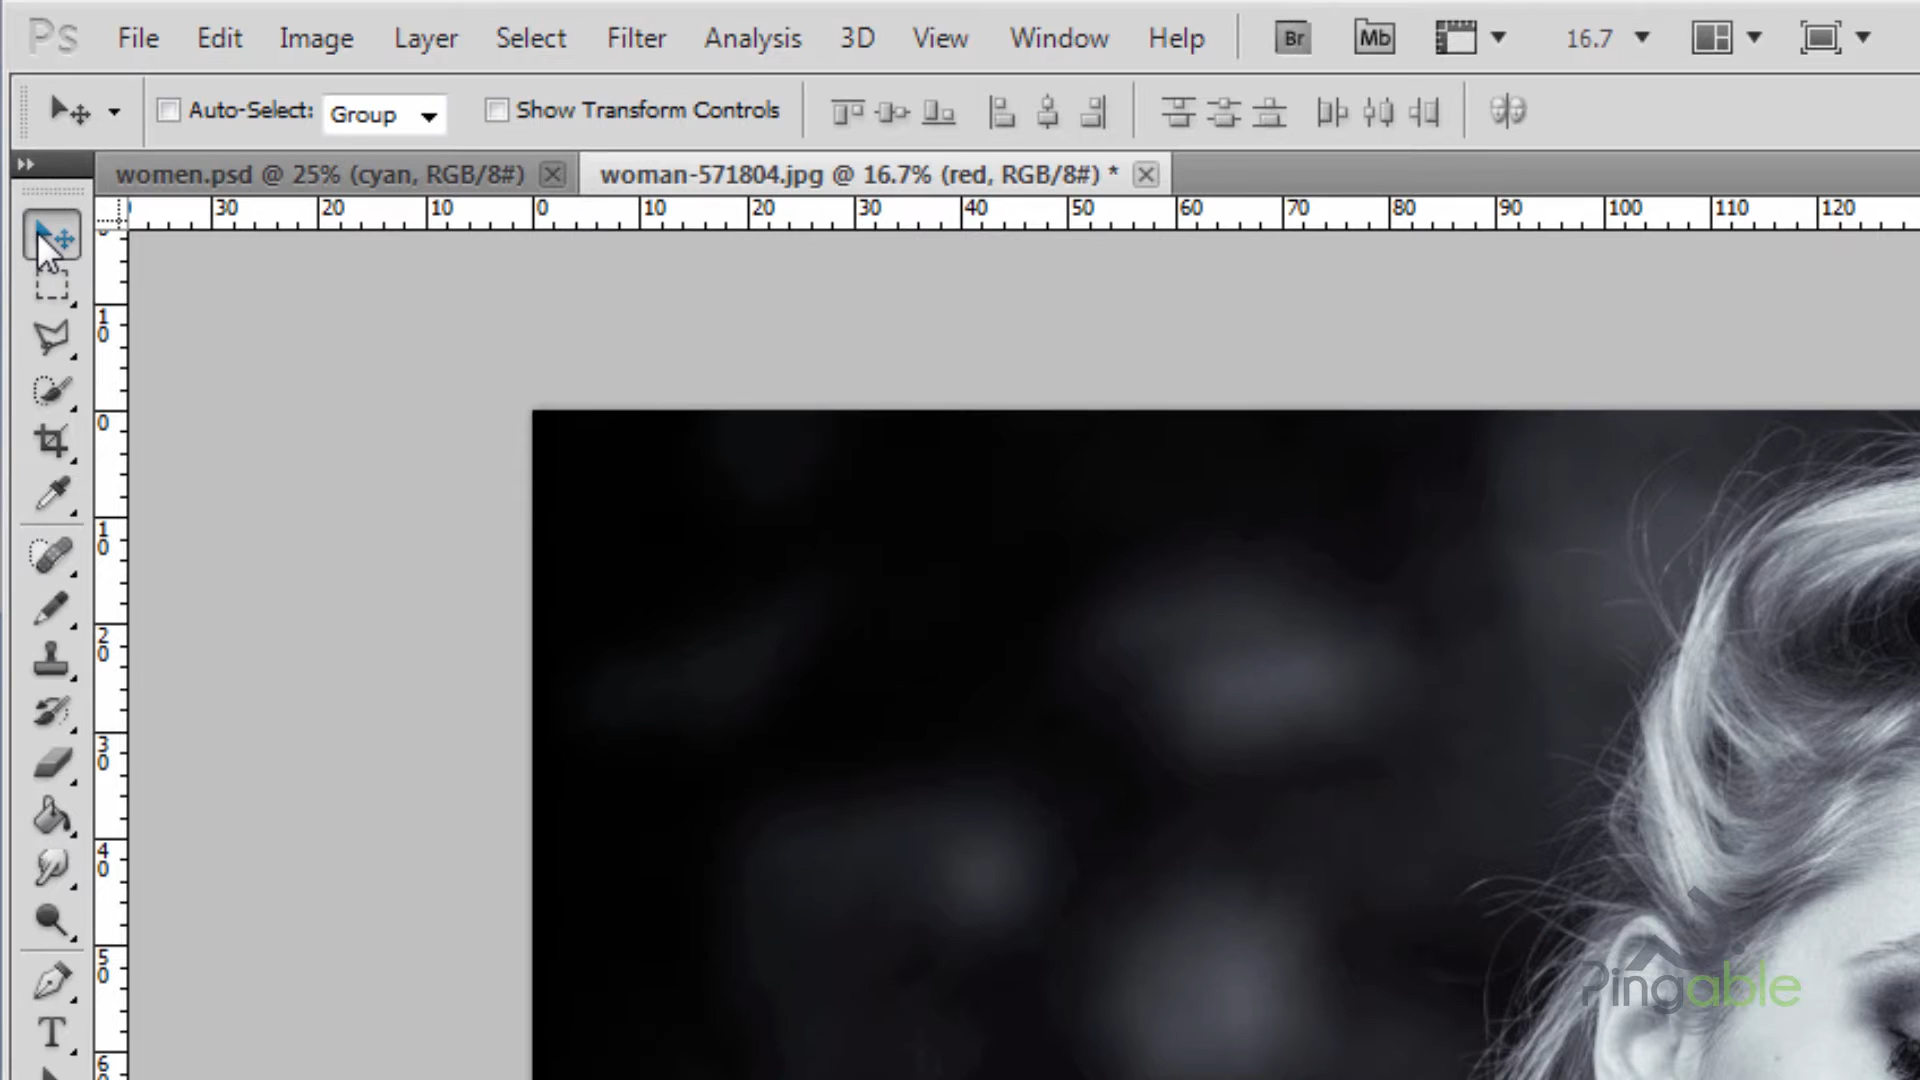 Ps File Edit Image Layer Select Filter Analysis 3D View Window Help Br Mb 16.7
Auto-Select: Group Show Transform Controls
women.psd @ 25% (cyan, RGB/8#) woman-571804.jpg @ 16.7% (red, RGB/8#) *
30 20 10 0 10 20 30 40 50 60 70 80 90 100 110 120
10
0
10
20
30
40
50
6
T
Pingable